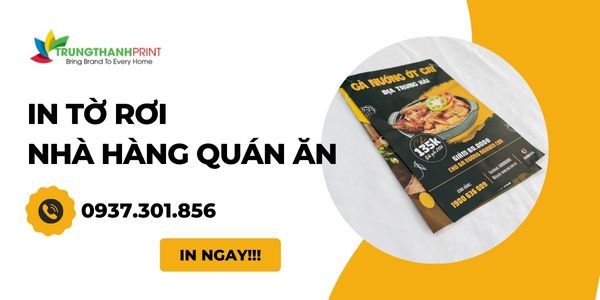 TRUNGTHANHPRINT
Bring Brand To Every Home
IN TỜ RƠI
NHÀ HÀNG QUÁN ĂN
0937.301.856
IN NGAY!!!
GÀ NƯỚNG ỚT CAY
ĐỊA TRUNG HẢI
135k
GIẢM 80.000đ
1900 636 009